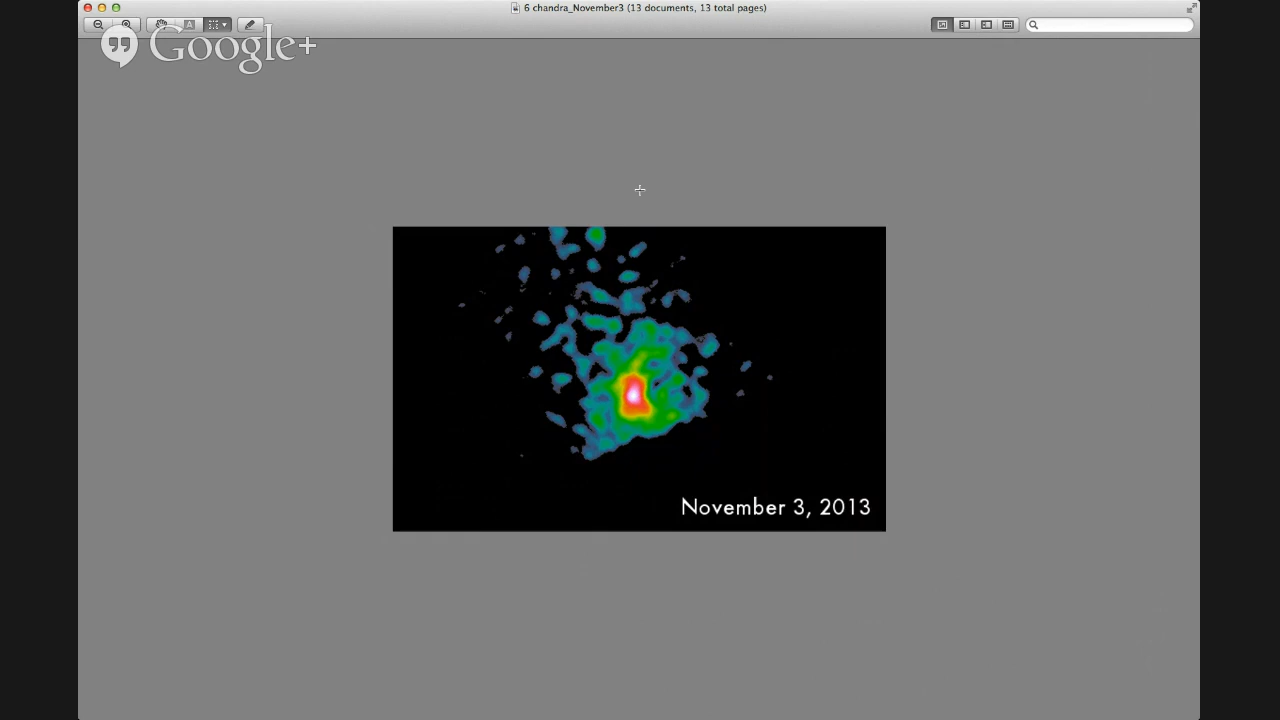 6 chandra_November3 (13 documents, 13 total pages)
A
Google+
November 3, 2013